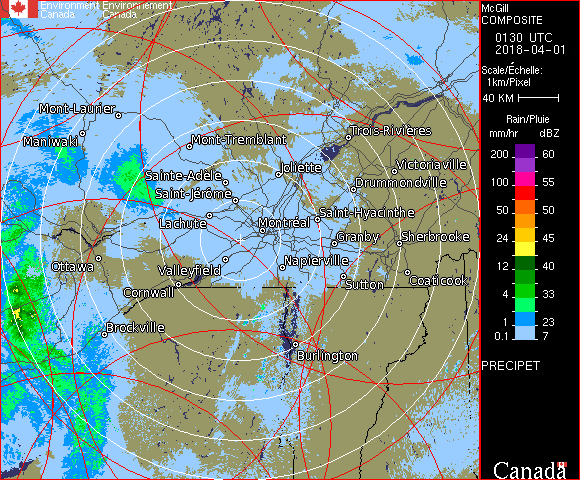 Environment Environnement
Canada Canada
McGill
COMPOSITE
0130 UTC
2018-04-01
Scale/Échelle:
1km/Pixel
40 KM
Rain/Pluie
mm/hr dBZ
200 60
100 55
50 50
24 45
12 40
4 33
1 23
0.1 7
PRECIPET
Canada
Mont-Laurier
Maniwaki
Mont-Tremblant
Trois-Rivières
Sainte-Adèle
Joliette
Victoriaville
Saint-Jérôme
Drummondville
Lachute
Montréal
Saint-Hyacinthe
Granby
Sherbrooke
Ottawa
Valleyfield
Napierville
Cornwall
Sutton
Coaticook
Brockville
Burlington